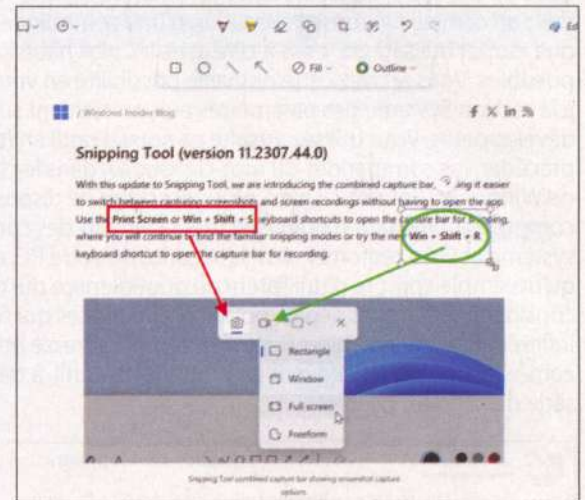 Fill
Outline
Ed
Windows Insider Blog
Snipping Tool (version 11.2307.44.0)
With this update to Snipping Tool, we are introducing the combined capture bar, ing it easier
to switch between capturing screenshots and screen recordings without having to open the app.
Use the Print Screen or Win + Shift + S keyboard shortcuts to open the capture bar for snipping,
where you will continue to find the familiar snipping modes or try the new Win + Shift + R
keyboard shortcut to open the capture bar for recording.
Rectangle
Window
Full screen
Freeform
Snipping Tool combined capture bar showing screenshot capture
options